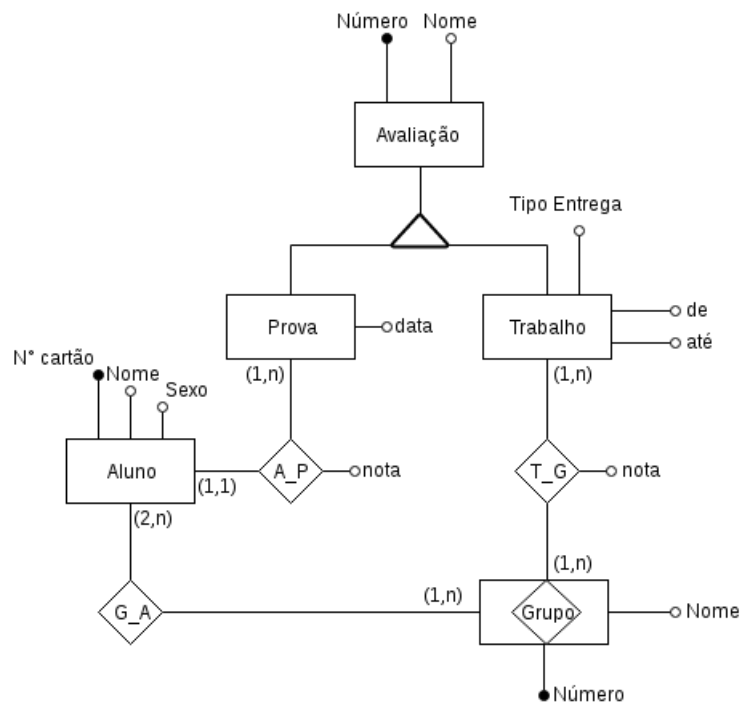 Número Nome
Avaliação
Tipo Entrega
Prova
data
Trabalho
de
até
N° cartão
Nome
Sexo
(1,n)
(1,n)
Aluno
(1,1)
A_P
nota
T_G
nota
(2,n)
(1,n)
G_A
(1,n)
Grupo
Nome
Número